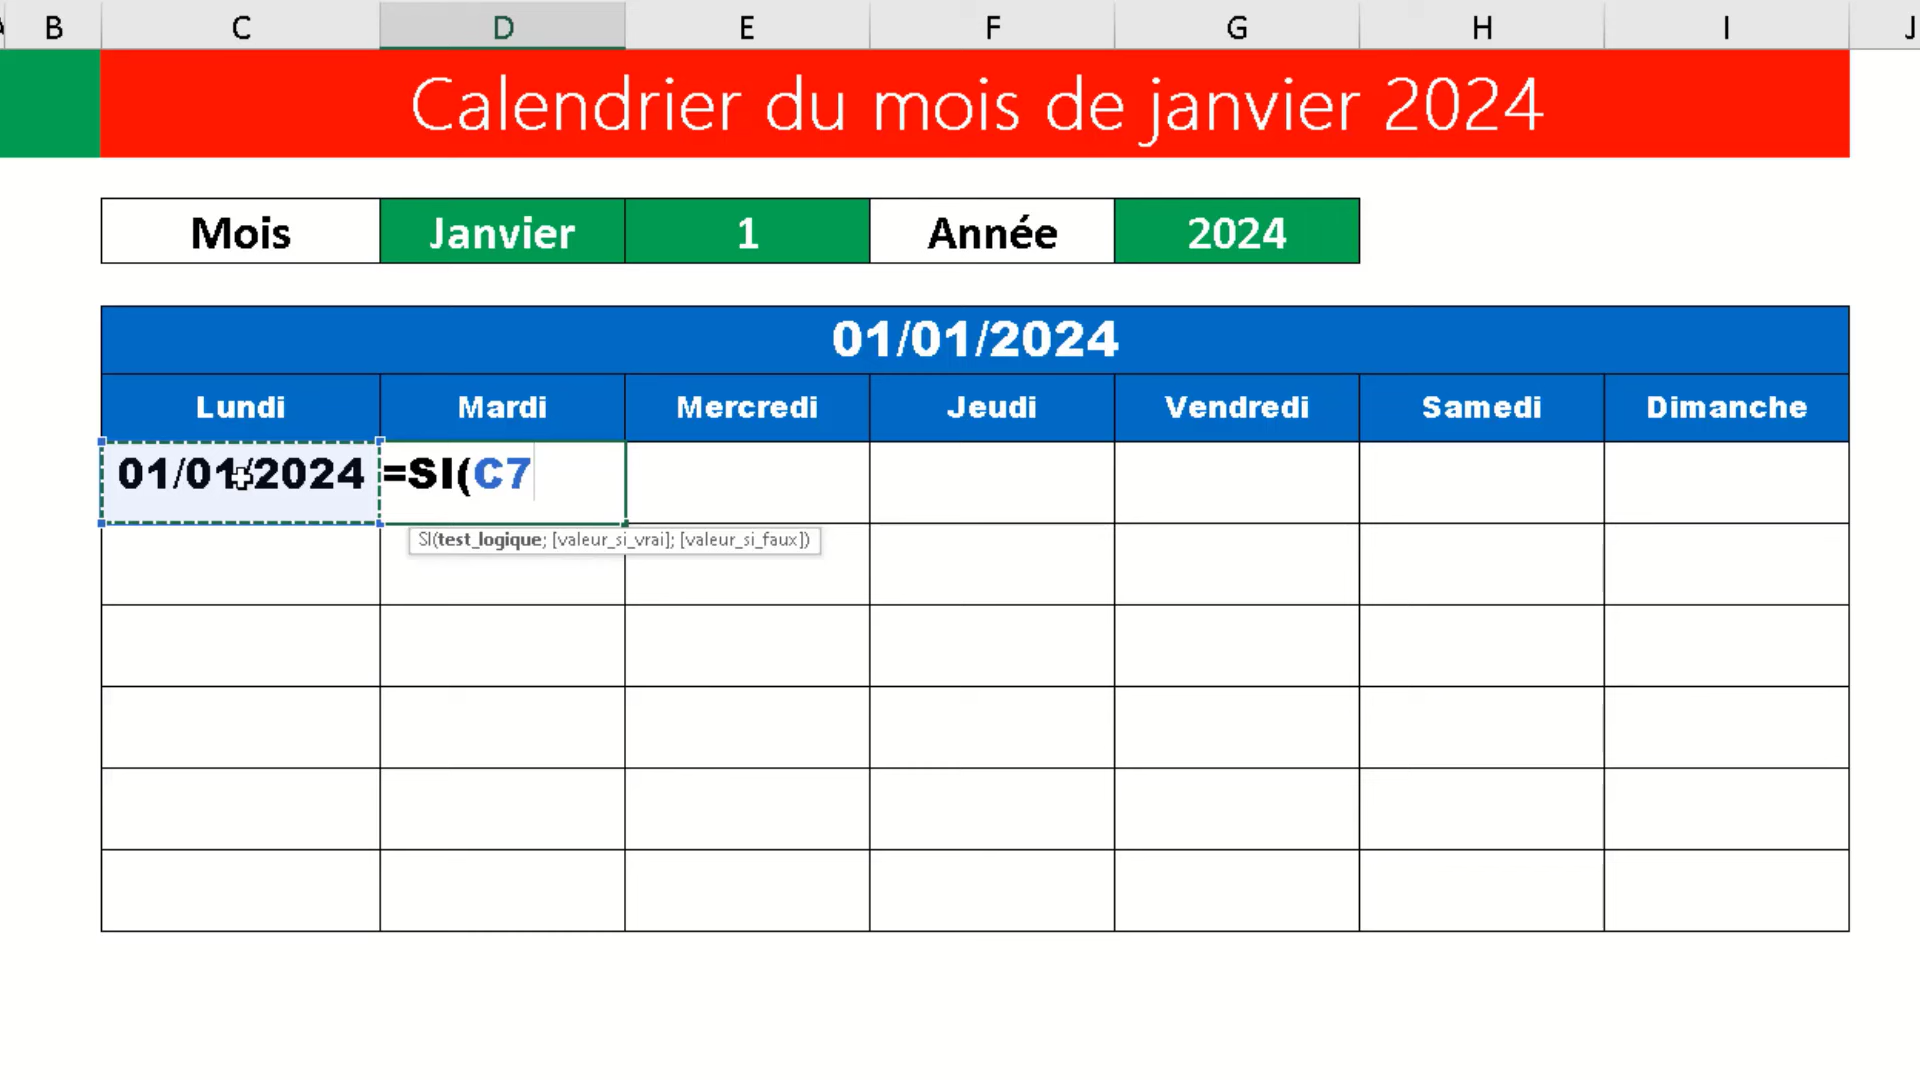 B C D E F G H I J
Calendrier du mois de janvier 2024
Mois Janvier 1 Année 2024
01/01/2024
Lundi Mardi Mercredi Jeudi Vendredi Samedi Dimanche
01/01/2024 =SI(C7
SI(test_logique; [valeur_si_vrai]; [valeur_si_faux])